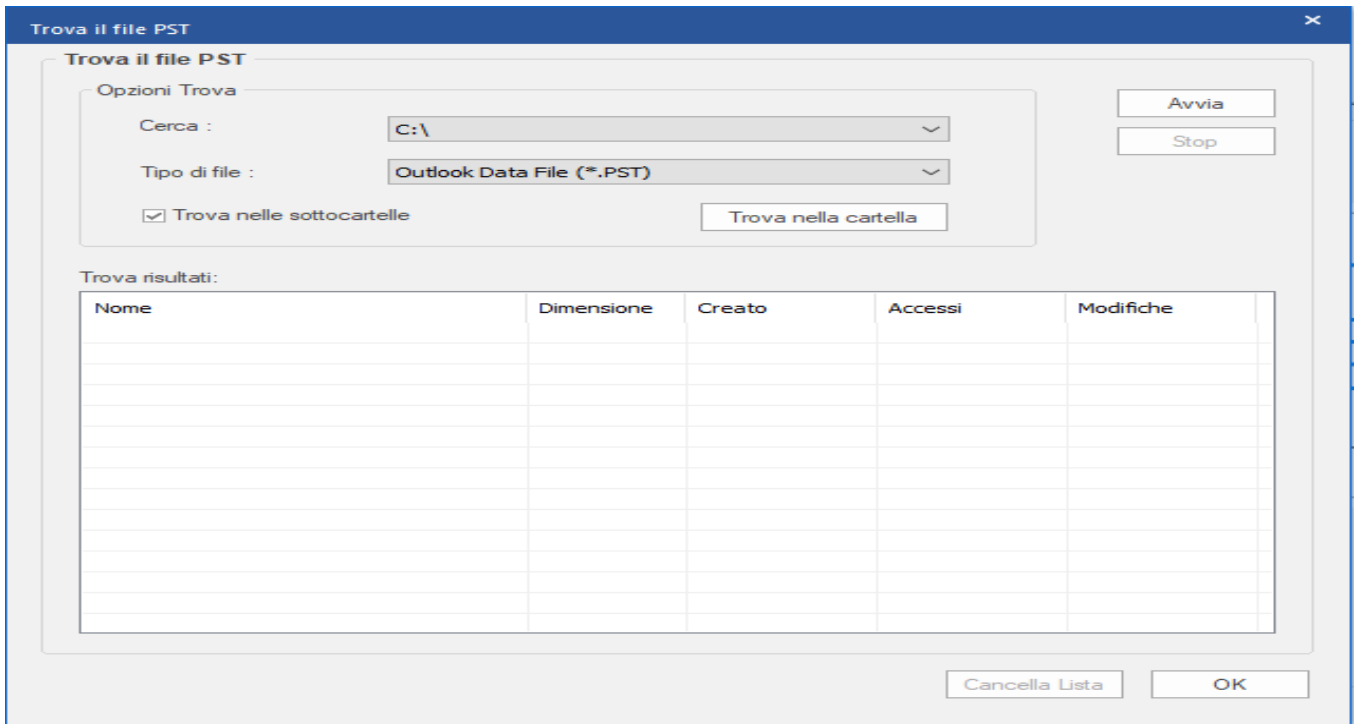 Trova il file PST
Trova il file PST
Opzioni Trova
Cerca : C:\
Avvia
Stop
Tipo di file : Outlook Data File (*.PST)
Trova nelle sottocartelle Trova nella cartella
Trova risultati:
Nome Dimensione Creato Accessi Modifiche
Cancella Lista OK